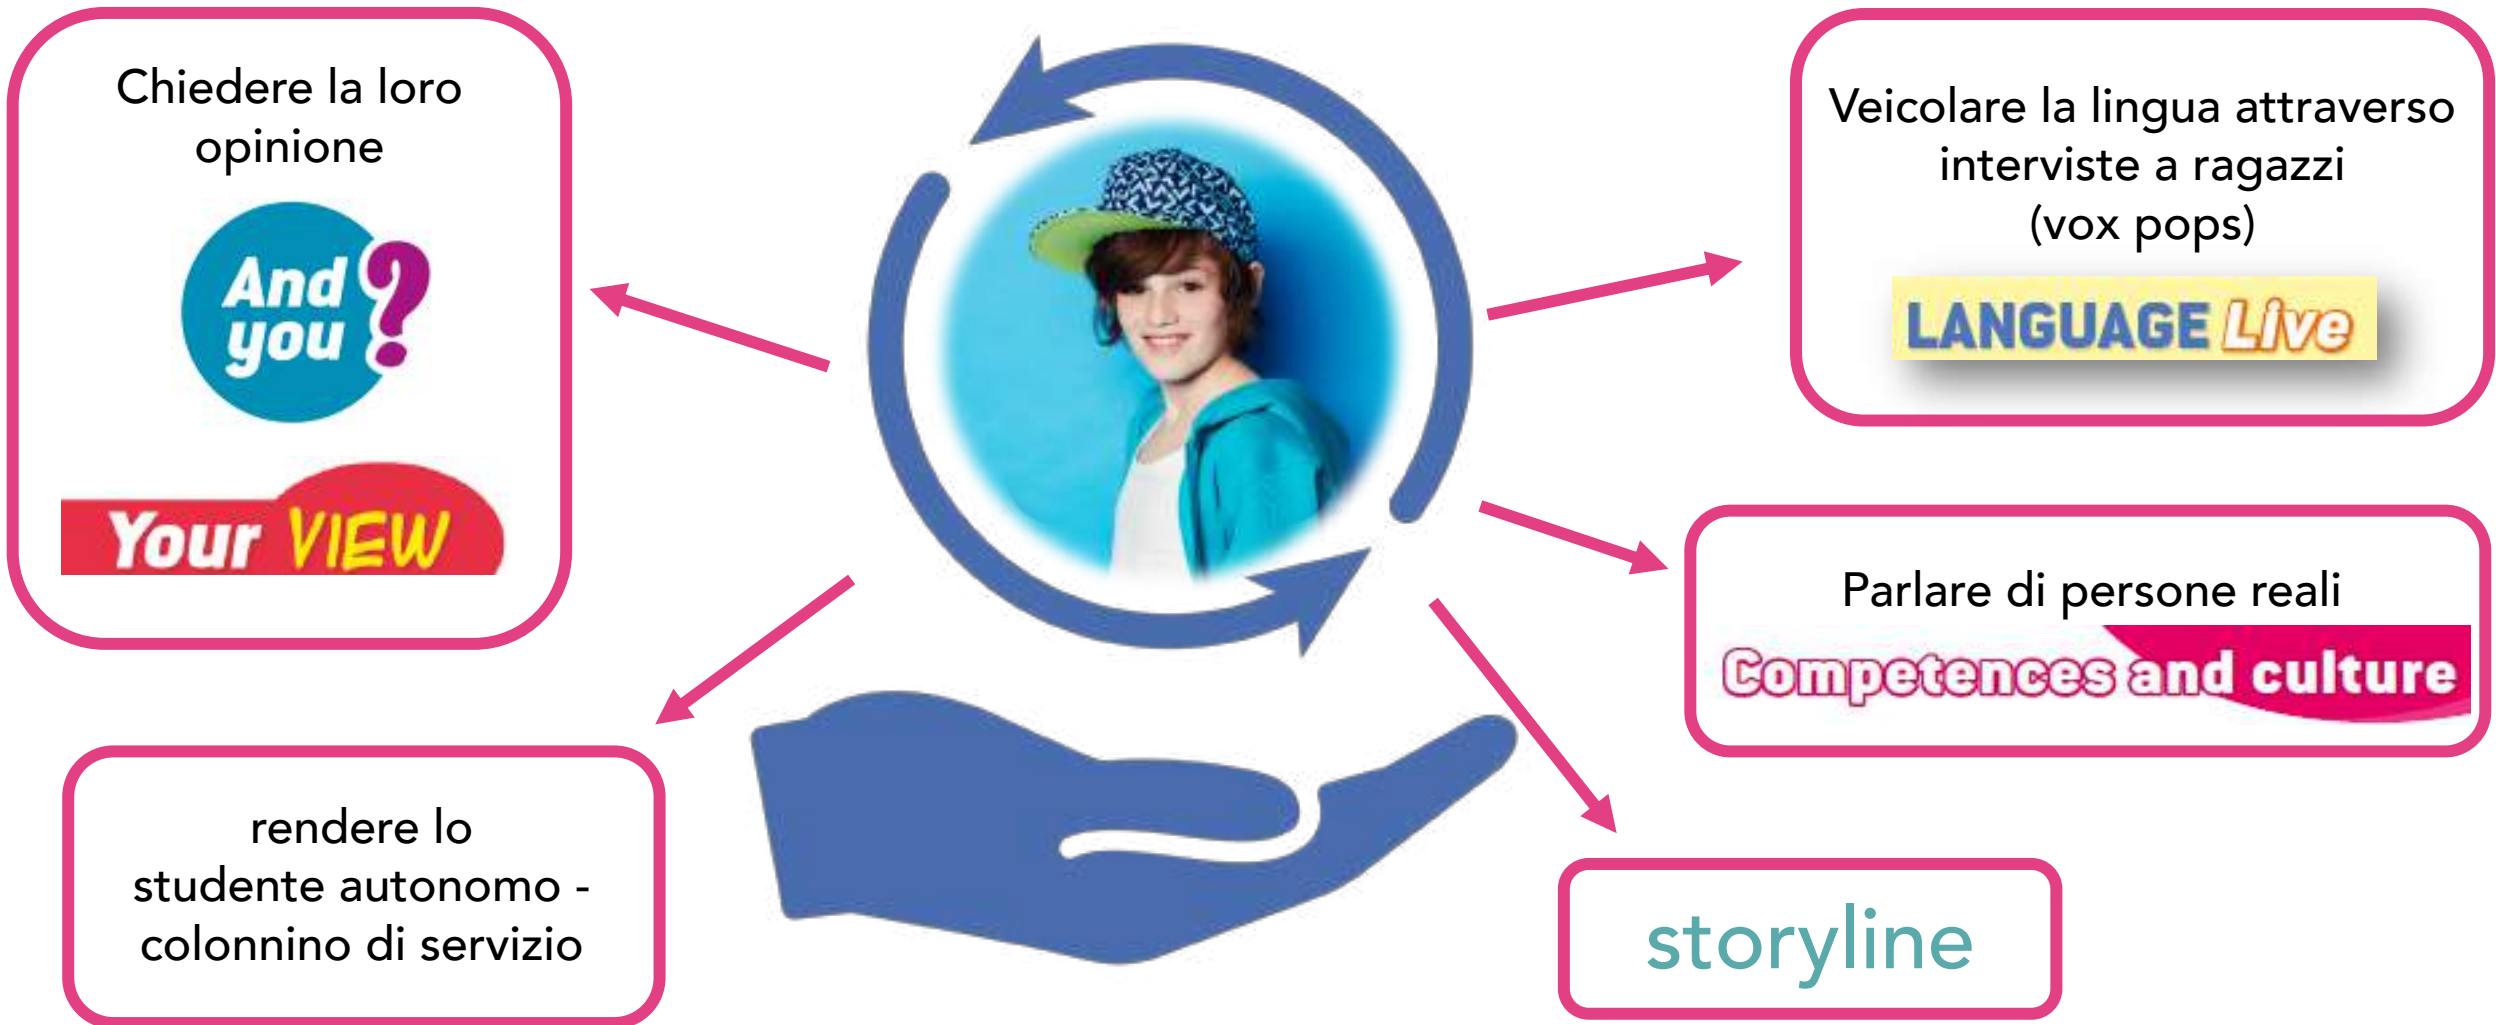 Chiedere la loro
opinione
And
you?
Your VIEW
Veicolare la lingua attraverso
interviste a ragazzi
(vox pops)
LANGUAGE Live
Parlare di persone reali
Competences and culture
rendere lo
studente autonomo -
colonnino di servizio
storyline